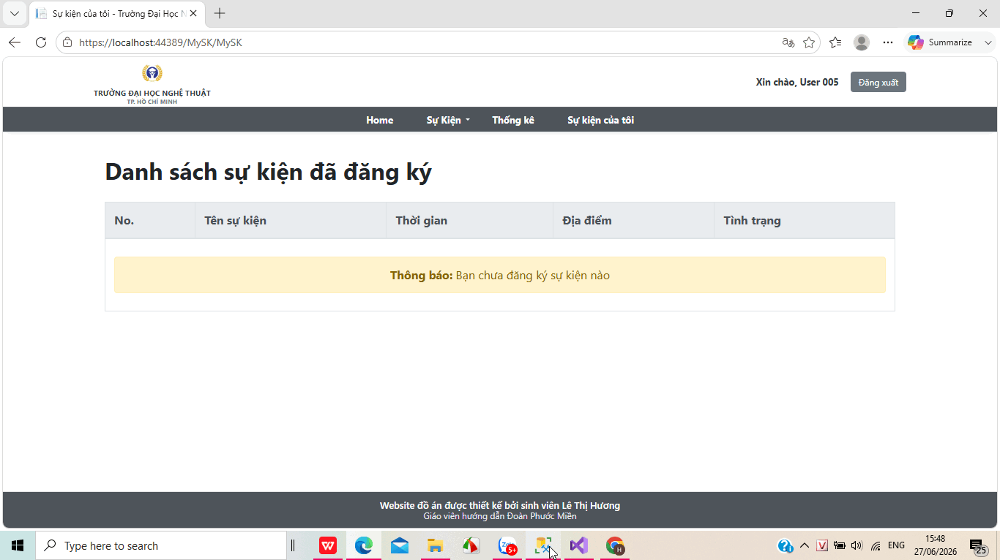 Sự kiện của tôi - Trường Đại Học N
https://localhost:44389/MySK/MySK
Summarize
TRƯỜNG ĐẠI HỌC NGHỆ THUẬT
TP. HỒ CHÍ MINH
Xin chào, User 005
Đăng xuất
Home
Sự Kiện
Thống kê
Sự kiện của tôi
Danh sách sự kiện đã đăng ký
No.
Tên sự kiện
Thời gian
Địa điểm
Tình trạng
Thông báo: Bạn chưa đăng ký sự kiện nào
Website đồ án được thiết kế bởi sinh viên Lê Thị Hương
Giáo viên hướng dẫn Đoàn Phước Miền
Type here to search
5+
H
V
ENG
15:48
27/06/2026
25